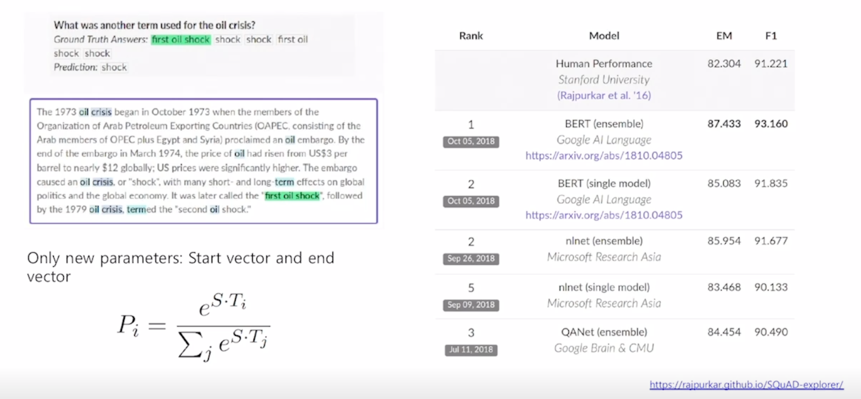 What was another term used for the oil crisis?
Ground Truth Answers: first oil shock shock shock first oil
shock shock
Prediction: shock
The 1973 oil crisis began in October 1973 when the members of the
Organization of Arab Petroleum Exporting Countries (OAPEC, consisting of the
Arab members of OPEC plus Egypt and Syria) proclaimed an oil embargo. By the
end of the embargo in March 1974, the price of oil had risen from US$3 per
barrel to nearly $12 globally; US prices were significantly higher. The embargo
caused an oil crisis, or "shock", with many short- and long-term effects on global
politics and the global economy. It was later called the "first oil shock", followed
by the 1979 oil crisis, termed the "second oil shock."
Only new parameters: Start vector and end
vector
P_i = e^{S·T_i} / Σ_j e^{S·T_j}
Rank Model EM F1
Human Performance 82.304 91.221
Stanford University
(Rajpurkar et al. '16)
1 BERT (ensemble) 87.433 93.160
Oct 05, 2018 Google AI Language
https://arxiv.org/abs/1810.04805
2 BERT (single model) 85.083 91.835
Oct 05, 2018 Google AI Language
https://arxiv.org/abs/1810.04805
2 nlnet (ensemble) 85.954 91.677
Sep 26, 2018 Microsoft Research Asia
5 nlnet (single model) 83.468 90.133
Sep 09, 2018 Microsoft Research Asia
3 QANet (ensemble) 84.454 90.490
Jul 11, 2018 Google Brain & CMU
https://rajpurkar.github.io/SQuAD-explorer/